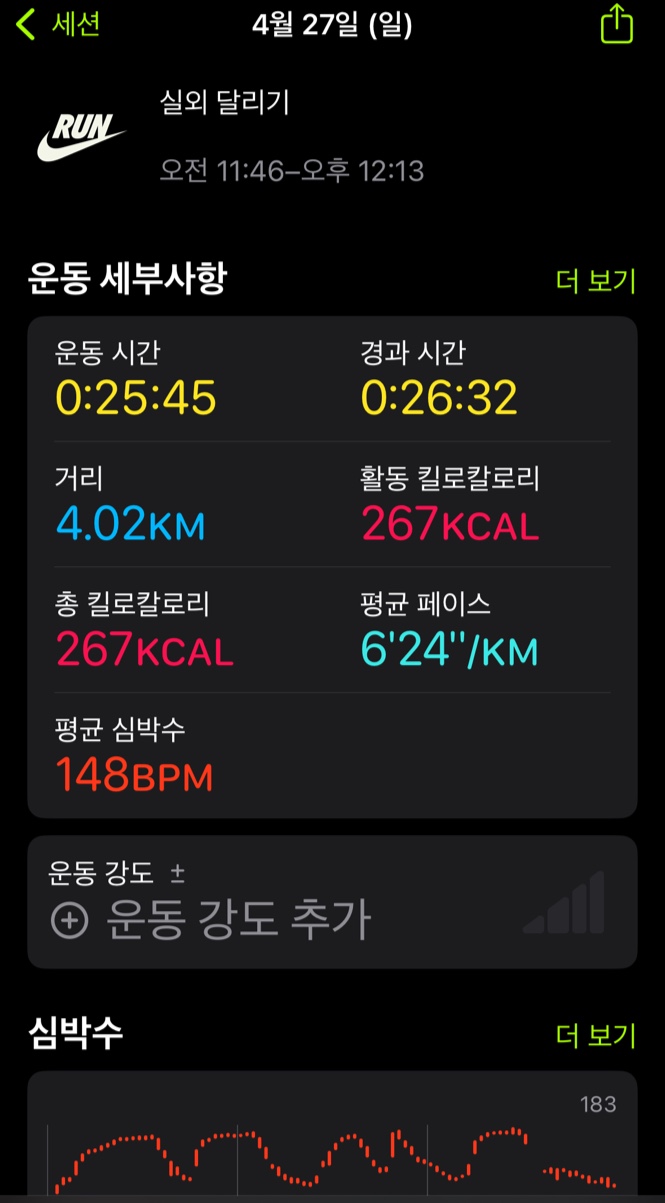 세션
4월 27일 (일)
RUN
실외 달리기
오전 11:46–오후 12:13
운동 세부사항
더 보기
운동 시간
경과 시간
0:25:45
0:26:32
거리
활동 킬로칼로리
4.02KM
267KCAL
총 킬로칼로리
평균 페이스
267KCAL
6'24"/KM
평균 심박수
148BPM
운동 강도 ±
운동 강도 추가
심박수
더 보기
183